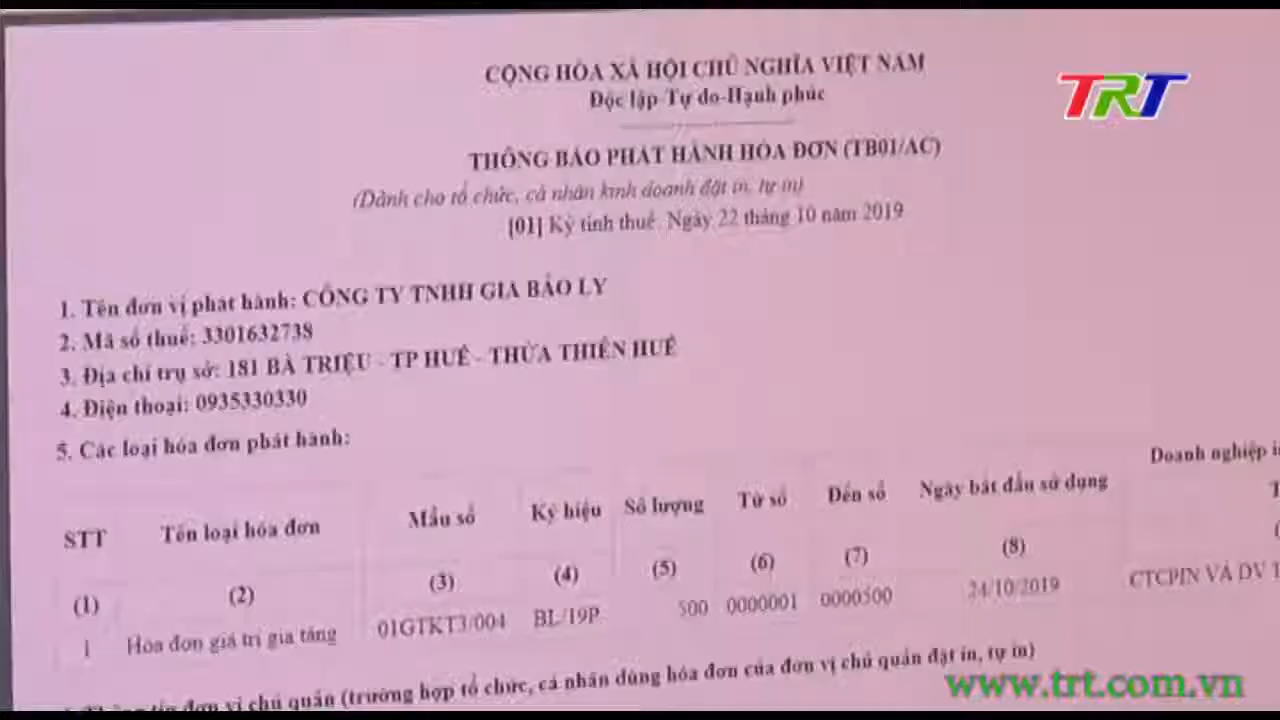 CỘNG HÒA XÃ HỘI CHỦ NGHĨA VIỆT NAM
Độc lập-Tự do-Hạnh phúc
TRT
THÔNG BÁO PHÁT HÀNH HÓA ĐƠN (TB01/AC)
(Dành cho tổ chức, cá nhân kinh doanh đặt in, tự in)
[01] Kỳ tính thuế: Ngày 22 tháng 10 năm 2019
1. Tên đơn vị phát hành: CÔNG TY TNHH GIA BẢO LY
2. Mã số thuế: 3301632738
3. Địa chỉ trụ sở: 181 BÀ TRIỆU - TP HUẾ - THỪA THIÊN HUẾ
4. Điện thoại: 0935330330
5. Các loại hóa đơn phát hành:
STT Tên loại hóa đơn Mẫu số Ký hiệu Số lượng Từ số Đến số Ngày bắt đầu sử dụng Doanh nghiệp
(1) (2) (3) (4) (5) (6) (7) (8)
1 Hóa đơn giá trị gia tăng 01GTKT3/004 BL/19P 500 0000001 0000500 24/10/2019 CTCPIN VÀ DV
đơn vị chủ quản (trường hợp tổ chức, cá nhân dùng hóa đơn của đơn vị chủ quản đặt in, tự in)
www.trt.com.vn